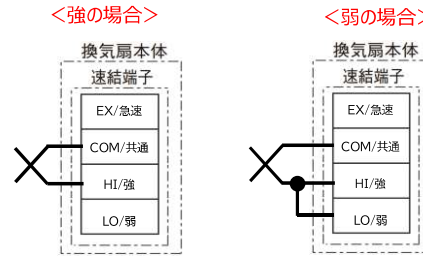 <強の場合>
換気扇本体
速結端子
EX/急速
COM/共通
HI/強
LO/弱
<弱の場合>
換気扇本体
速結端子
EX/急速
COM/共通
HI/強
LO/弱